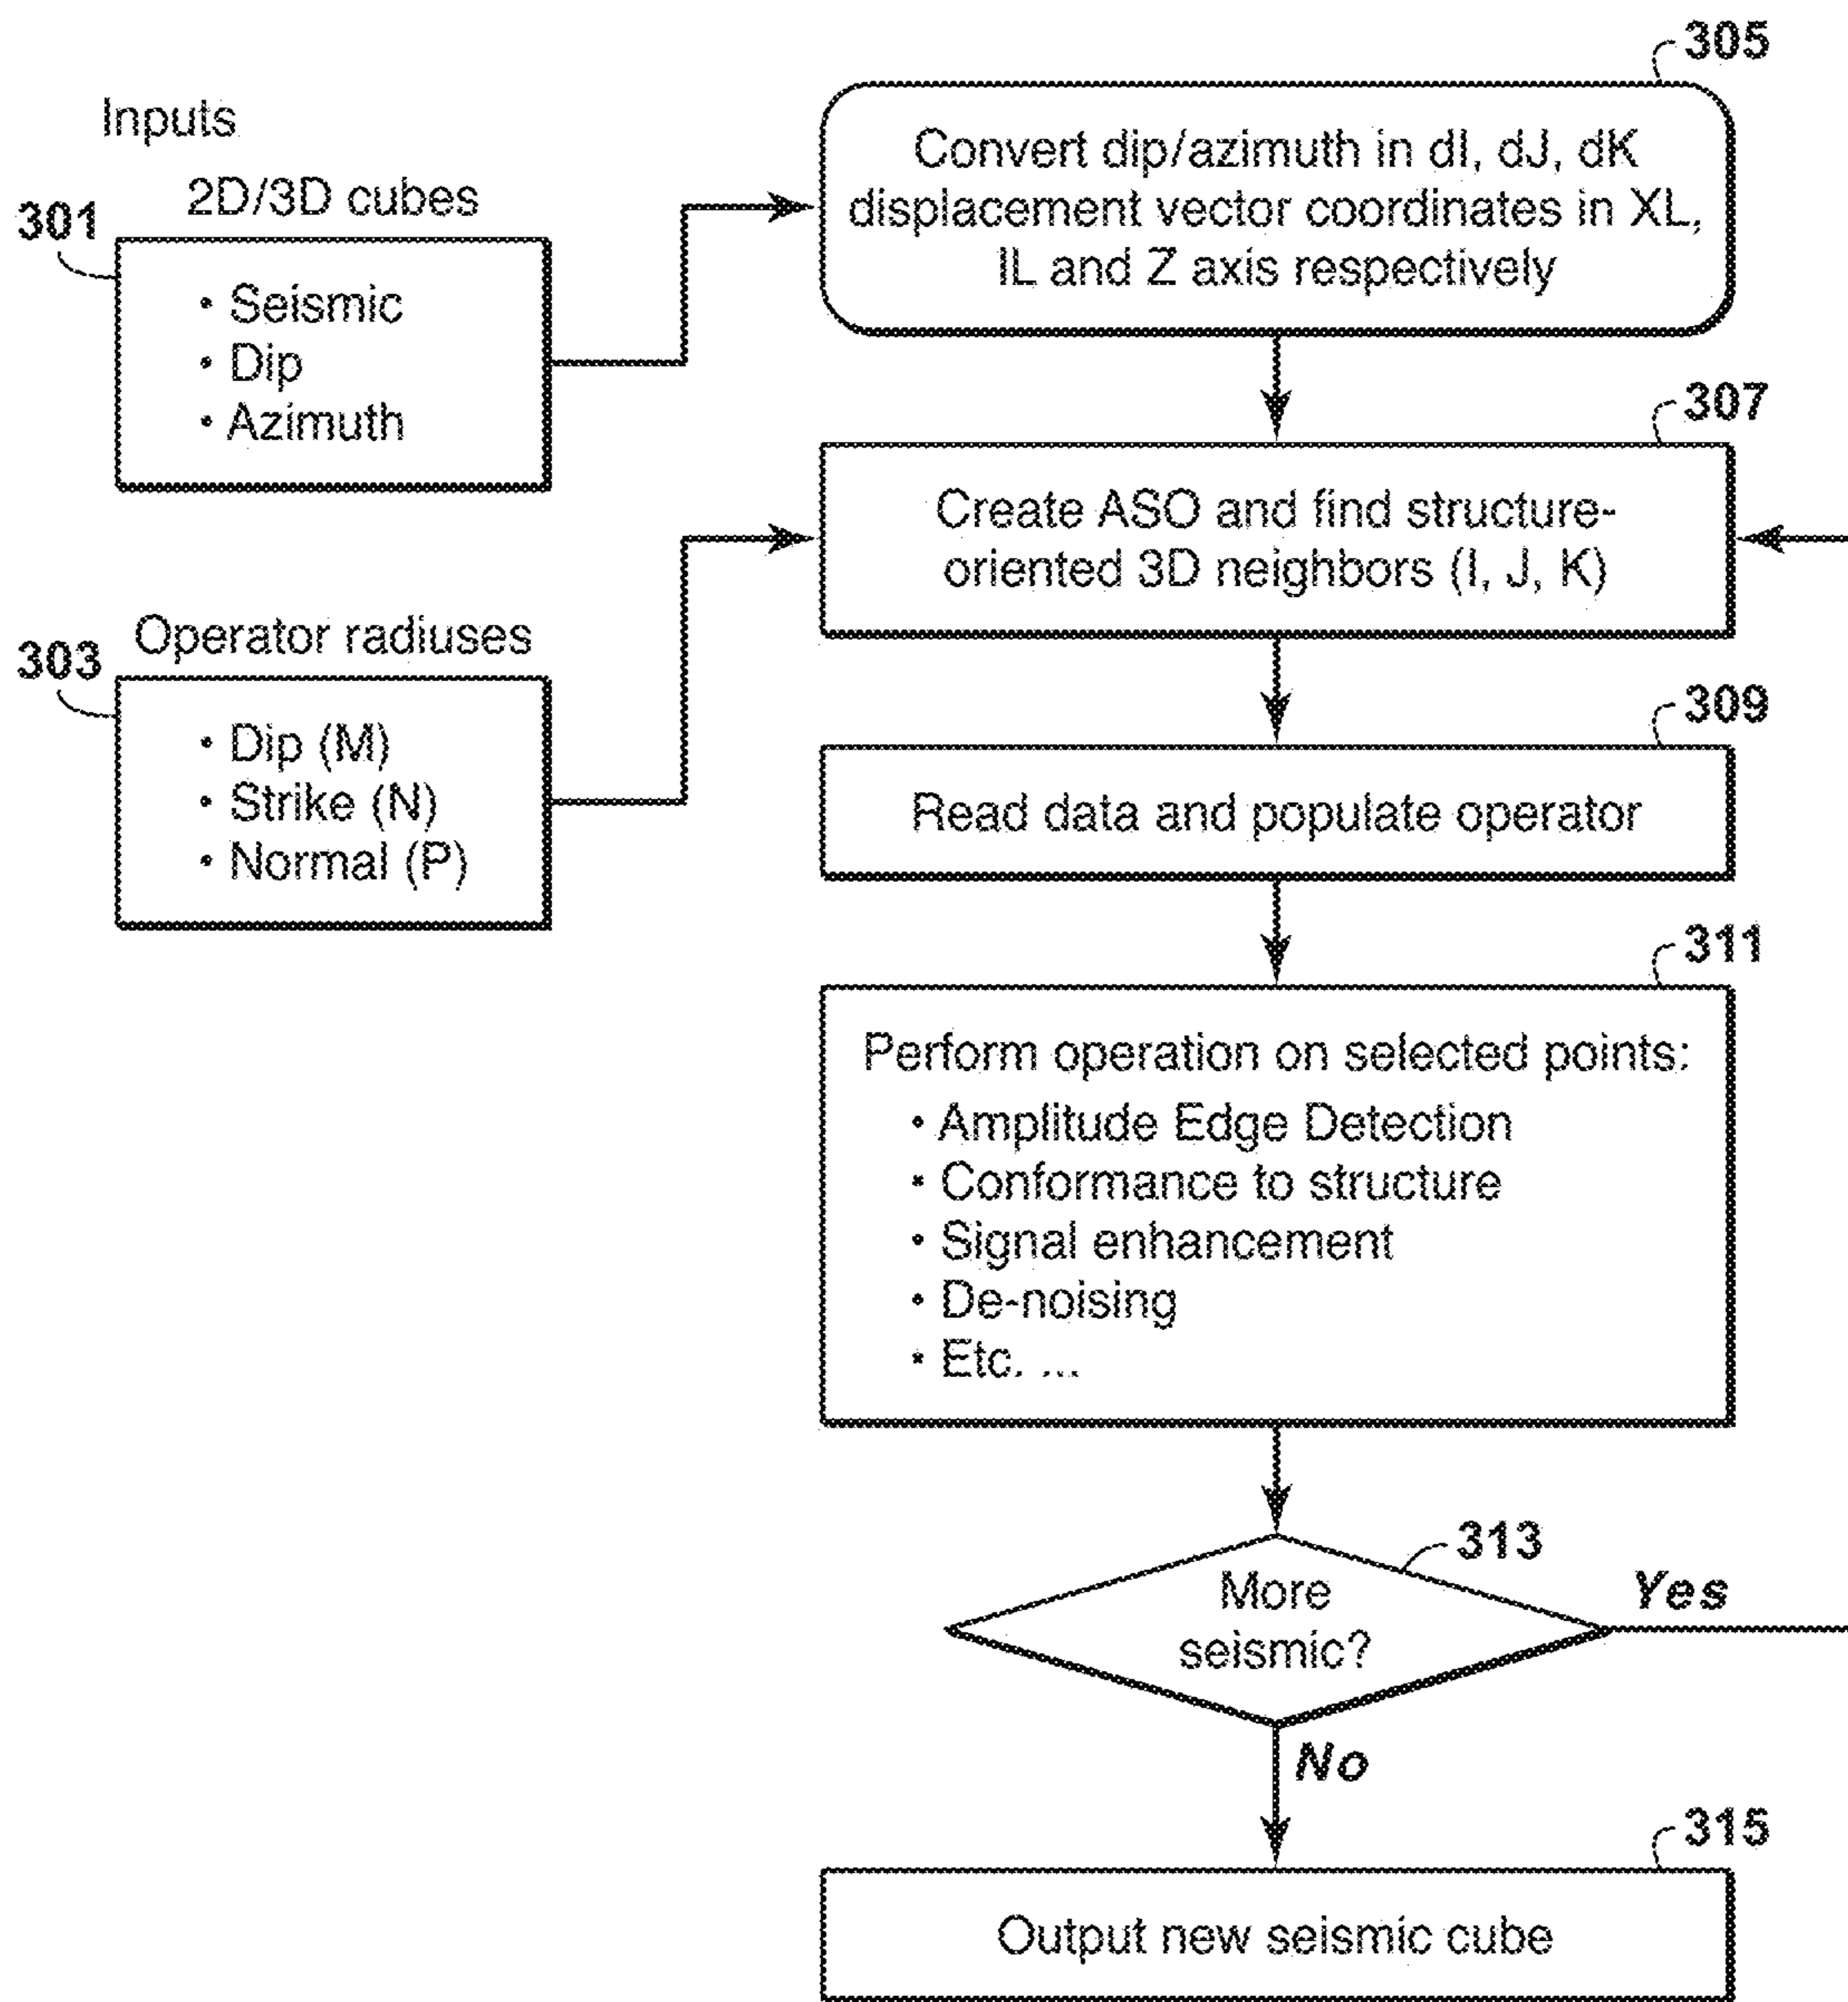 Inputs
2D/3D cubes
301
• Seismic
• Dip
• Azimuth
Operator radiuses
303
• Dip (M)
• Strike (N)
• Normal (P)
305
Convert dip/azimuth in dI, dJ, dK
displacement vector coordinates in XL,
IL and Z axis respectively
307
Create ASO and find structure-
oriented 3D neighbors (I, J, K)
309
Read data and populate operator
311
Perform operation on selected points:
• Amplitude Edge Detection
• Conformance to structure
• Signal enhancement
• De-noising
• Etc. ...
313
More
seismic?
Yes
No
315
Output new seismic cube